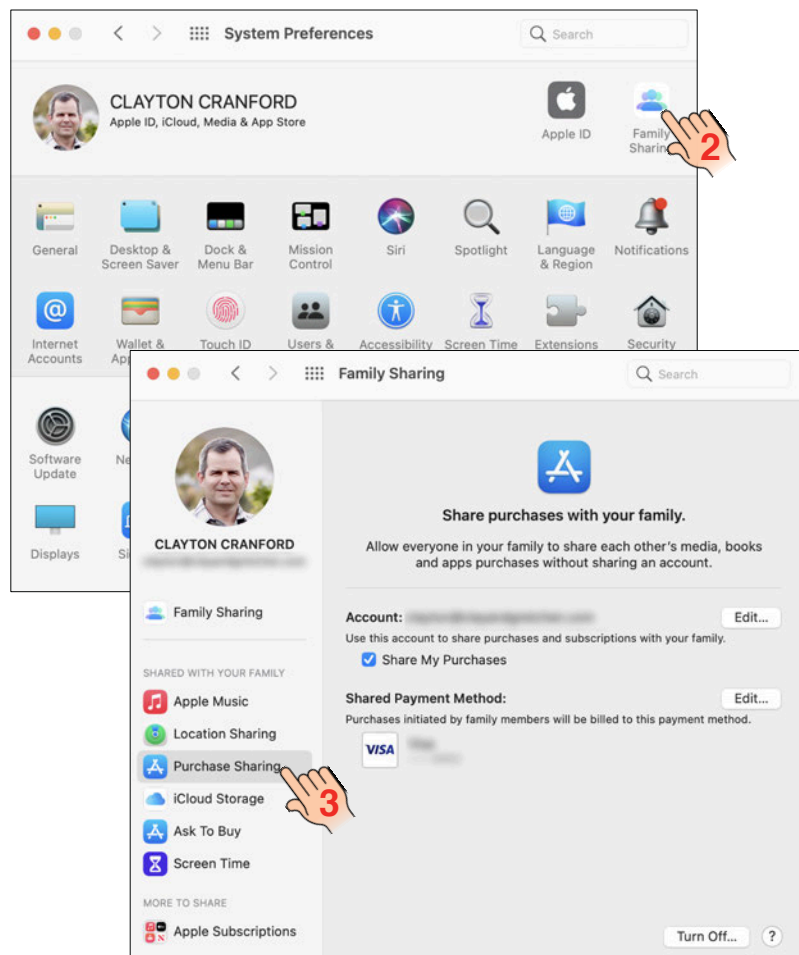 System Preferences
Search
CLAYTON CRANFORD
Apple ID, iCloud, Media & App Store
Apple ID
Family
2
General
Desktop &
Screen Saver
Dock &
Menu Bar
Mission
Control
Siri
Spotlight
Language
& Region
Notifications
Internet
Accounts
Wallet &
Touch ID
Users &
Accessibility
Screen Time
Extensions
Security
Software
Update
Displays
Family Sharing
Search
CLAYTON CRANFORD
Family Sharing
SHARED WITH YOUR FAMILY
Apple Music
Location Sharing
Purchase Sharing
3
iCloud Storage
Ask To Buy
Screen Time
MORE TO SHARE
Apple Subscriptions
Share purchases with your family.
Allow everyone in your family to share each other's media, books
and apps purchases without sharing an account.
Account:
Edit...
Use this account to share purchases and subscriptions with your family.
Share My Purchases
Shared Payment Method:
Edit...
Purchases initiated by family members will be billed to this payment method.
VISA
Turn Off...
?